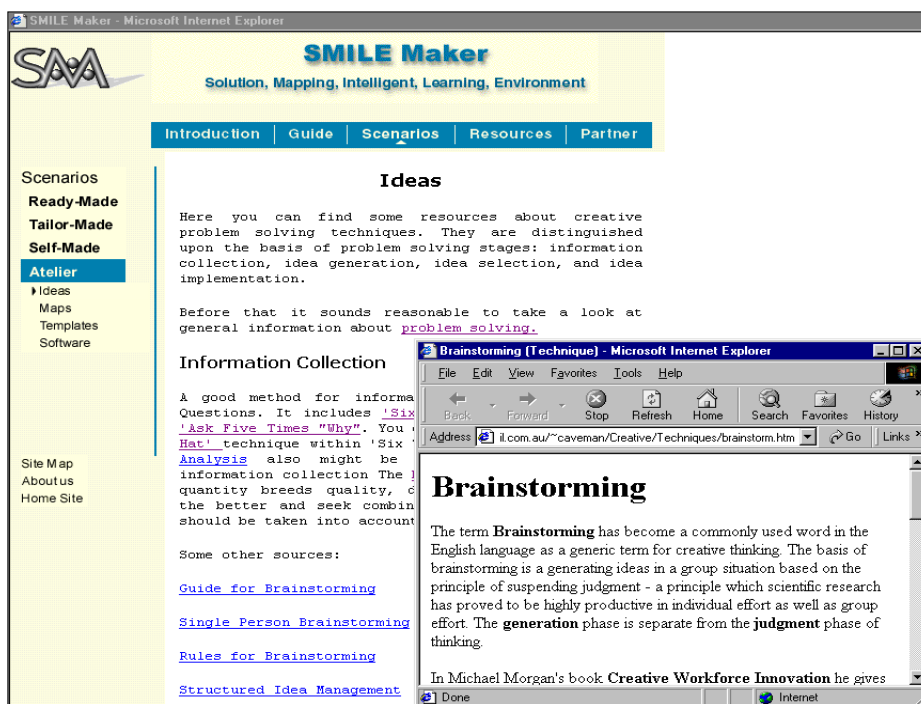 SMILE Maker - Microsoft Internet Explorer
SMILE Maker
Solution, Mapping, Intelligent, Learning, Environment
Introduction
Guide
Scenarios
Resources
Partner
Scenarios
Ready-Made
Tailor-Made
Self-Made
Atelier
Ideas
Maps
Templates
Software
Site Map
About us
Home Site
Ideas
Here you can find some resources about creative
problem solving techniques. They are distinguished
upon the basis of problem solving stages: information
collection, idea generation, idea selection, and idea
implementation.
Before that it sounds reasonable to take a look at
general information about problem solving.
Information Collection
A good method for informa
Questions. It includes 'Six
'Ask Five Times "Why". You
Hat' technique within 'Six
Analysis also might be
information collection The
quantity breeds quality, d
the better and seek combin
should be taken into account
Some other sources:
Guide for Brainstorming
Single Person Brainstorming
Rules for Brainstorming
Structured Idea Management
Brainstorming (Technique) - Microsoft Internet Explorer
File Edit View Favorites Tools Help
Back Forward Stop Refresh Home Search Favorites History
Address il.com.au/~caveman/Creative/Techniques/brainstorm.htm Go Links
Brainstorming
The term Brainstorming has become a commonly used word in the
English language as a generic term for creative thinking. The basis of
brainstorming is a generating ideas in a group situation based on the
principle of suspending judgment - a principle which scientific research
has proved to be highly productive in individual effort as well as group
effort. The generation phase is separate from the judgment phase of
thinking.
In Michael Morgan's book Creative Workforce Innovation he gives
Done
Internet